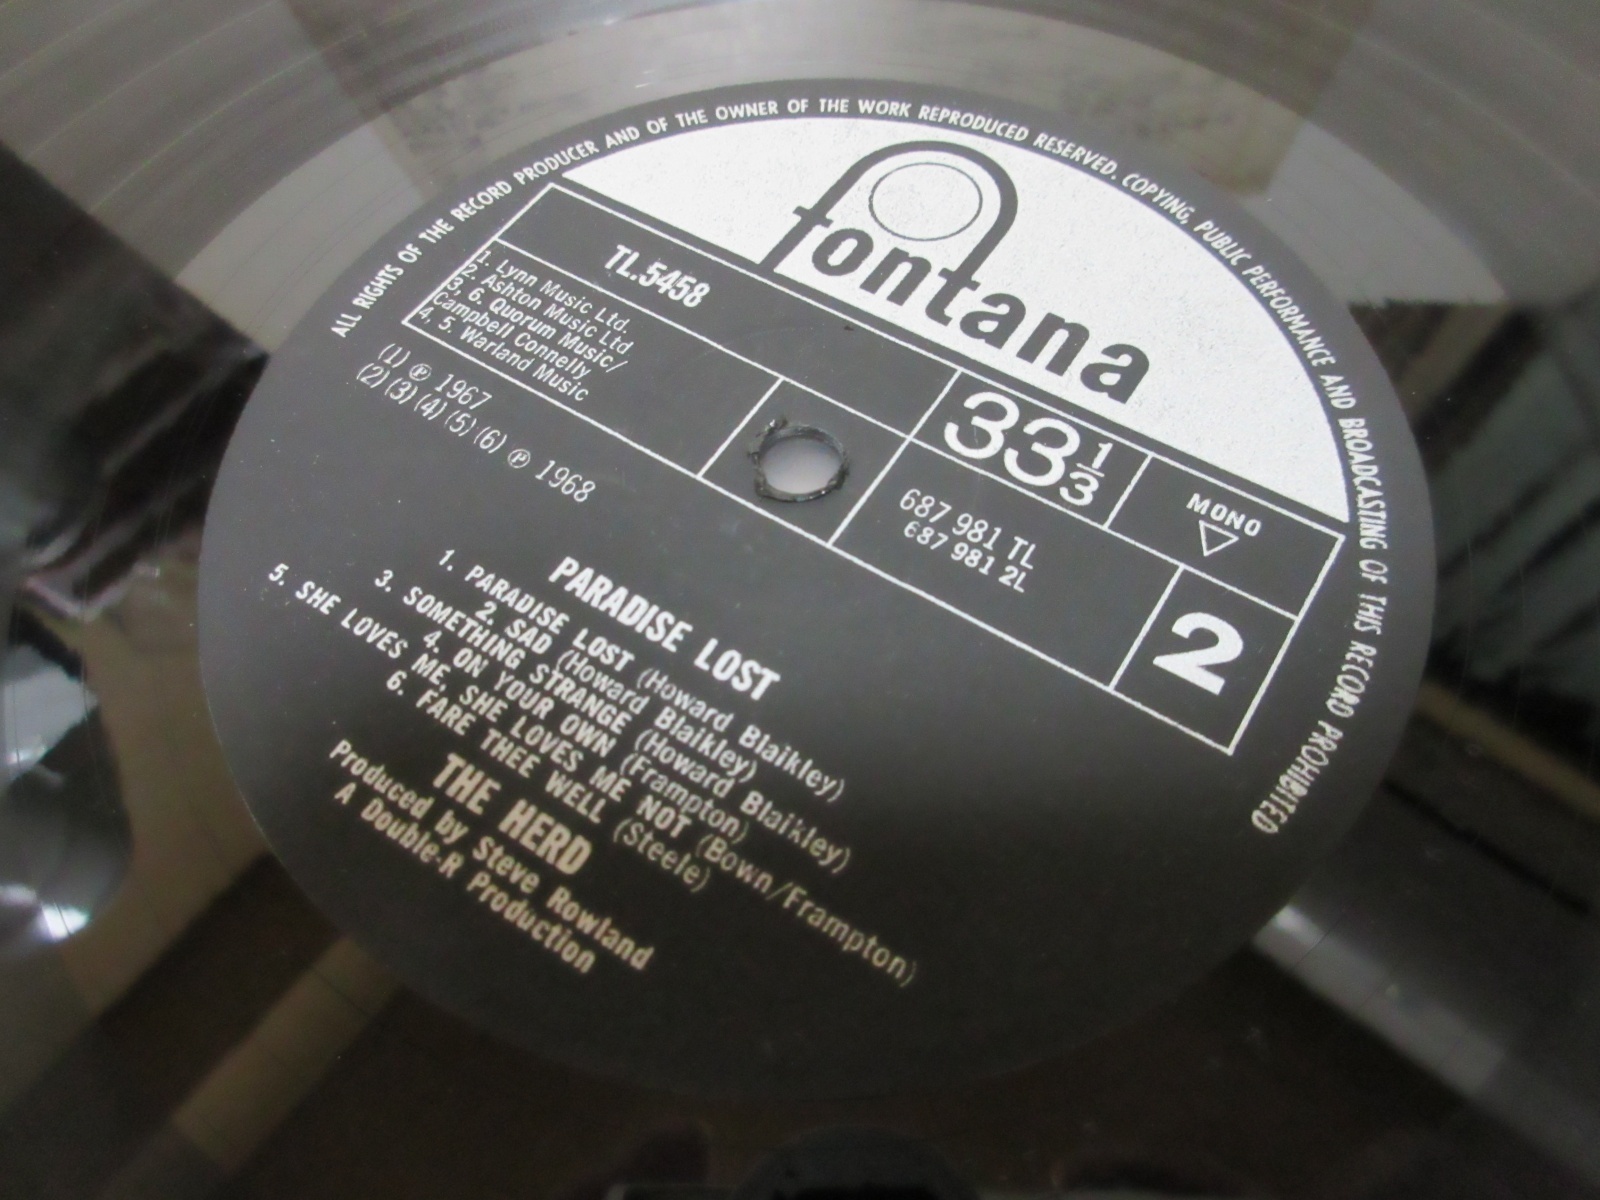 ALL RIGHTS OF THE RECORD PRODUCER AND OF THE OWNER OF THE WORK REPRODUCED RESERVED. COPYING, PUBLIC PERFORMANCE AND BROADCASTING OF THIS RECORD PROHIBITED
fontana
TL.5458
1. Lynn Music Ltd.
2. Ashton Music Ltd
3, 6. Quorum Music/
Campbell Connelly
4, 5. Warland Music
33 1/3
MONO
687 981 TL
687 981 2L
2
(1) ℗ 1967
(2) (3) (4) (5) (6) ℗ 1968
PARADISE LOST
1. PARADISE LOST (Howard Blaikley)
2. SAD (Howard Blaikley)
3. SOMETHING STRANGE (Howard Blaikley)
4. ON YOUR OWN (Frampton)
5. SHE LOVES ME, SHE LOVES ME NOT (Bown/Frampton)
6. FARE THEE WELL (Steele)
THE HERD
Produced by Steve Rowland
A Double-R Production